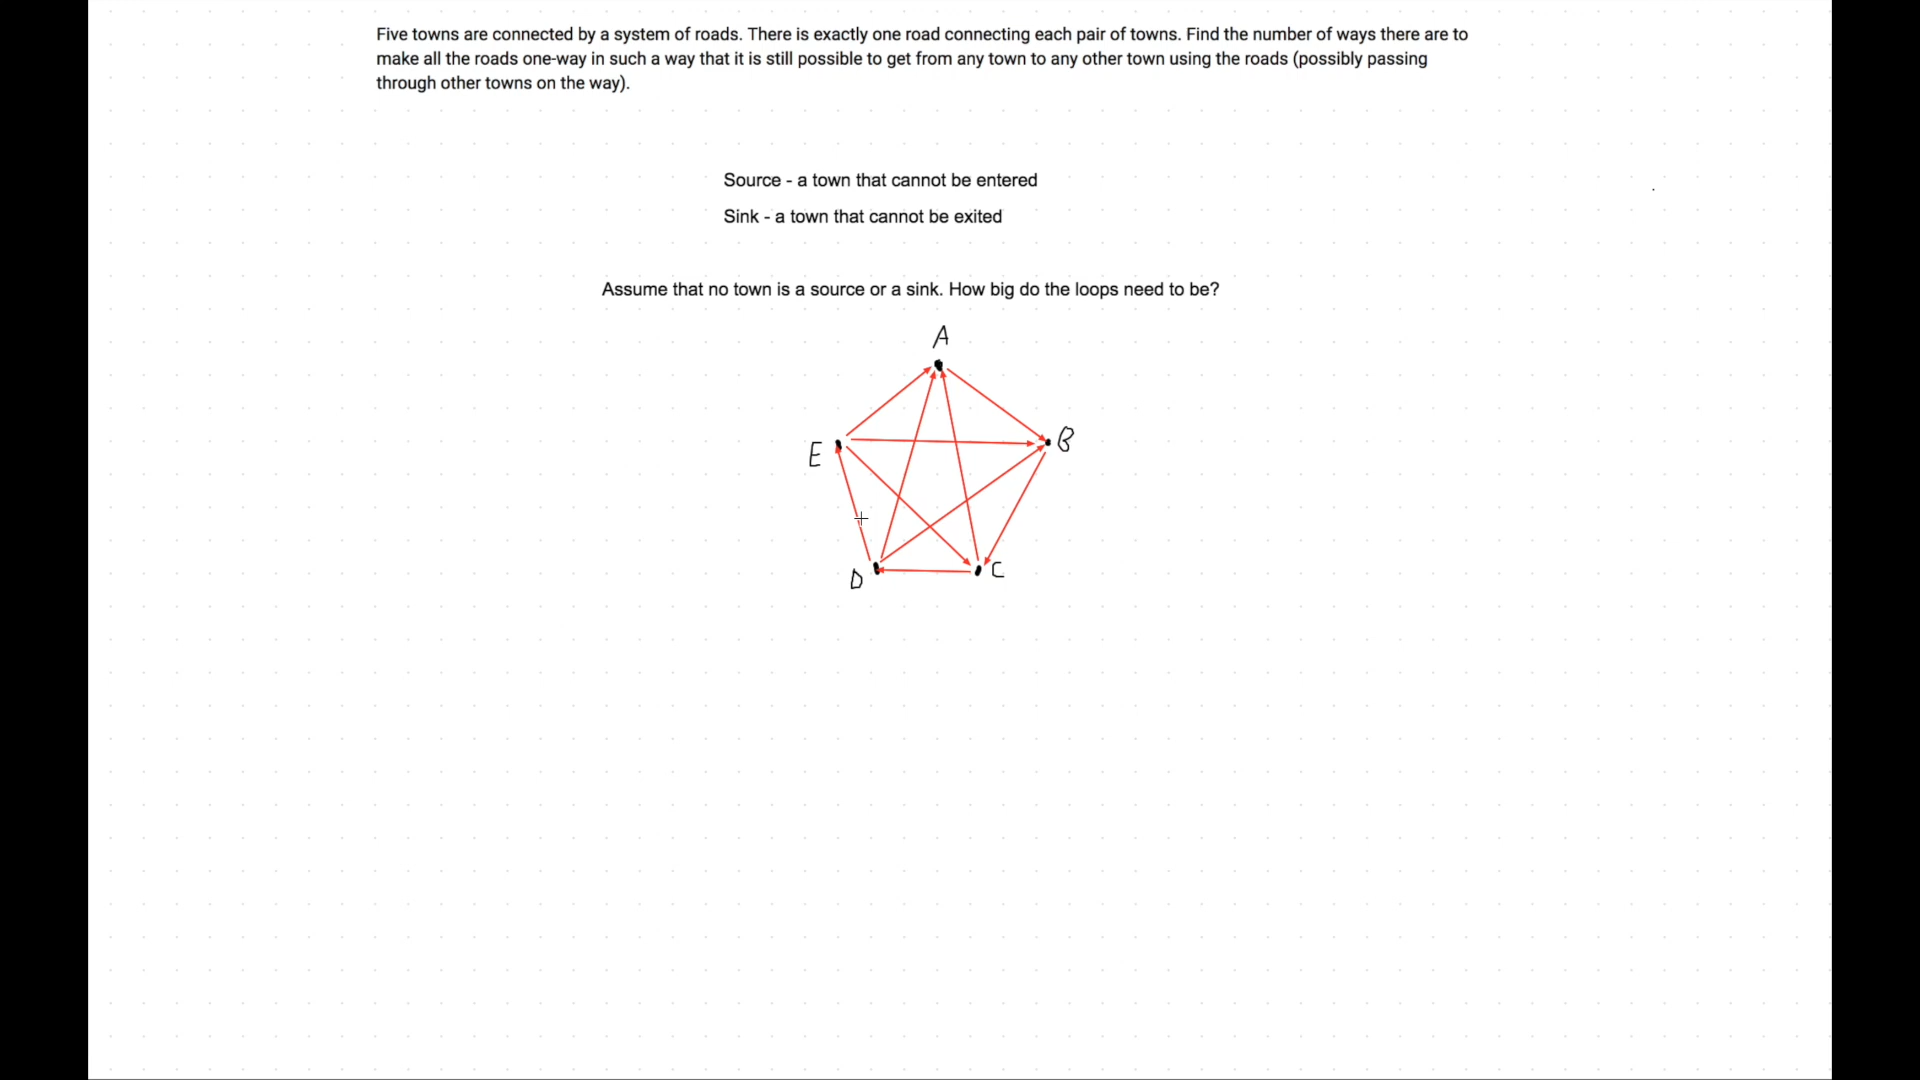 Five towns are connected by a system of roads. There is exactly one road connecting each pair of towns. Find the number of ways there are to
make all the roads one-way in such a way that it is still possible to get from any town to any other town using the roads (possibly passing
through other towns on the way).
Source - a town that cannot be entered
Sink - a town that cannot be exited
Assume that no town is a source or a sink. How big do the loops need to be?
A
B
E
D
C